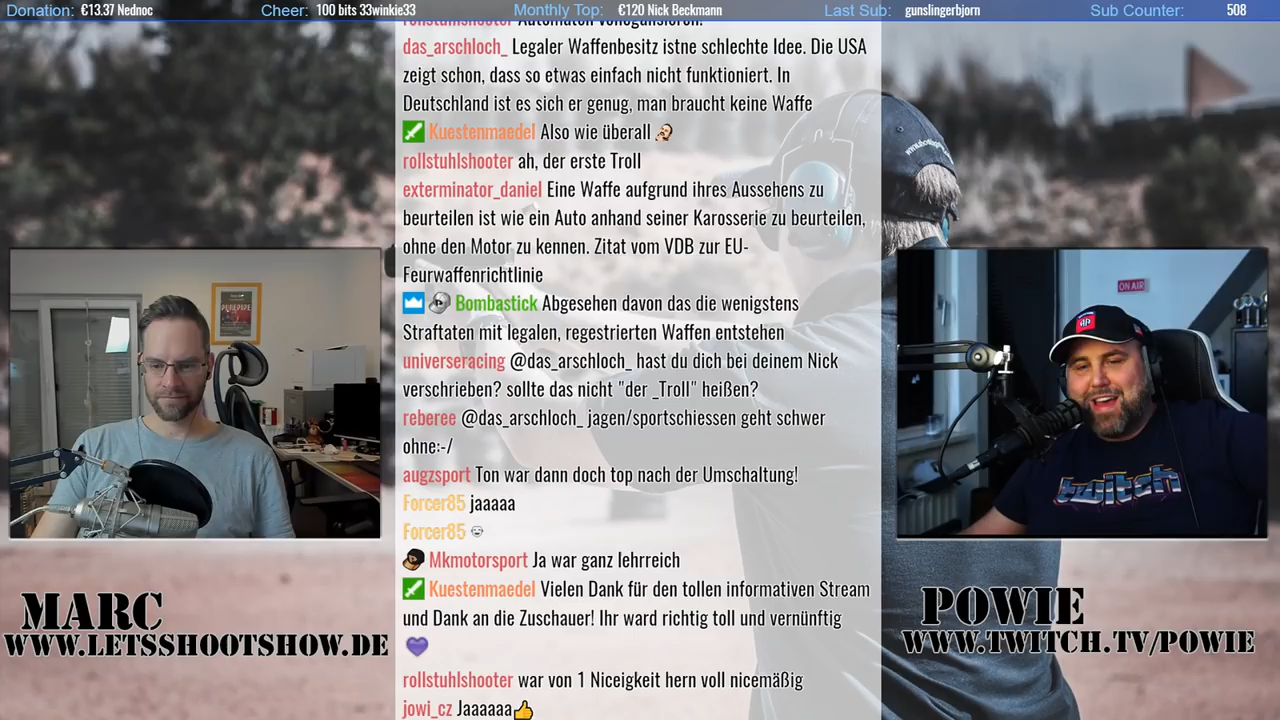 Donation: €13.37 Nednoc Cheer: 100 bits 33winkie33 Monthly Top: €120 Nick Beckmann Last Sub: gunslingerbjorn Sub Counter: 508
rollstuhlshooter
das_arschloch_ Legaler Waffenbesitz istne schlechte Idee. Die USA
zeigt schon, dass so etwas einfach nicht funktioniert. In
Deutschland ist es sich er genug, man braucht keine Waffe
Kuestenmaedel Also wie überall
rollstuhlshooter ah, der erste Troll
exterminator_daniel Eine Waffe aufgrund ihres Aussehens zu
beurteilen ist wie ein Auto anhand seiner Karosserie zu beurteilen,
ohne den Motor zu kennen. Zitat vom VDB zur EU-
Feurwaffenrichtlinie
Bombastick Abgesehen davon das die wenigstens
Straftaten mit legalen, regestrierten Waffen entstehen
universeracing @das_arschloch_ hast du dich bei deinem Nick
verschrieben? sollte das nicht "der _Troll" heißen?
reberee @das_arschloch_ jagen/sportschiessen geht schwer
ohne:-/
augzsport Ton war dann doch top nach der Umschaltung!
Forcer85 jaaaaa
Forcer85
Mkmotorsport Ja war ganz lehrreich
Kuestenmaedel Vielen Dank für den tollen informativen Stream
und Dank an die Zuschauer! Ihr ward richtig toll und vernünftig
💜
rollstuhlshooter war von 1 Niceigkeit hern voll nicemäßig
jowi_cz Jaaaaaa👍
MARC
WWW.LETSSHOOTSHOW.DE
ON AIR
twitch
POWIE
WWW.TWITCH.TV/POWIE